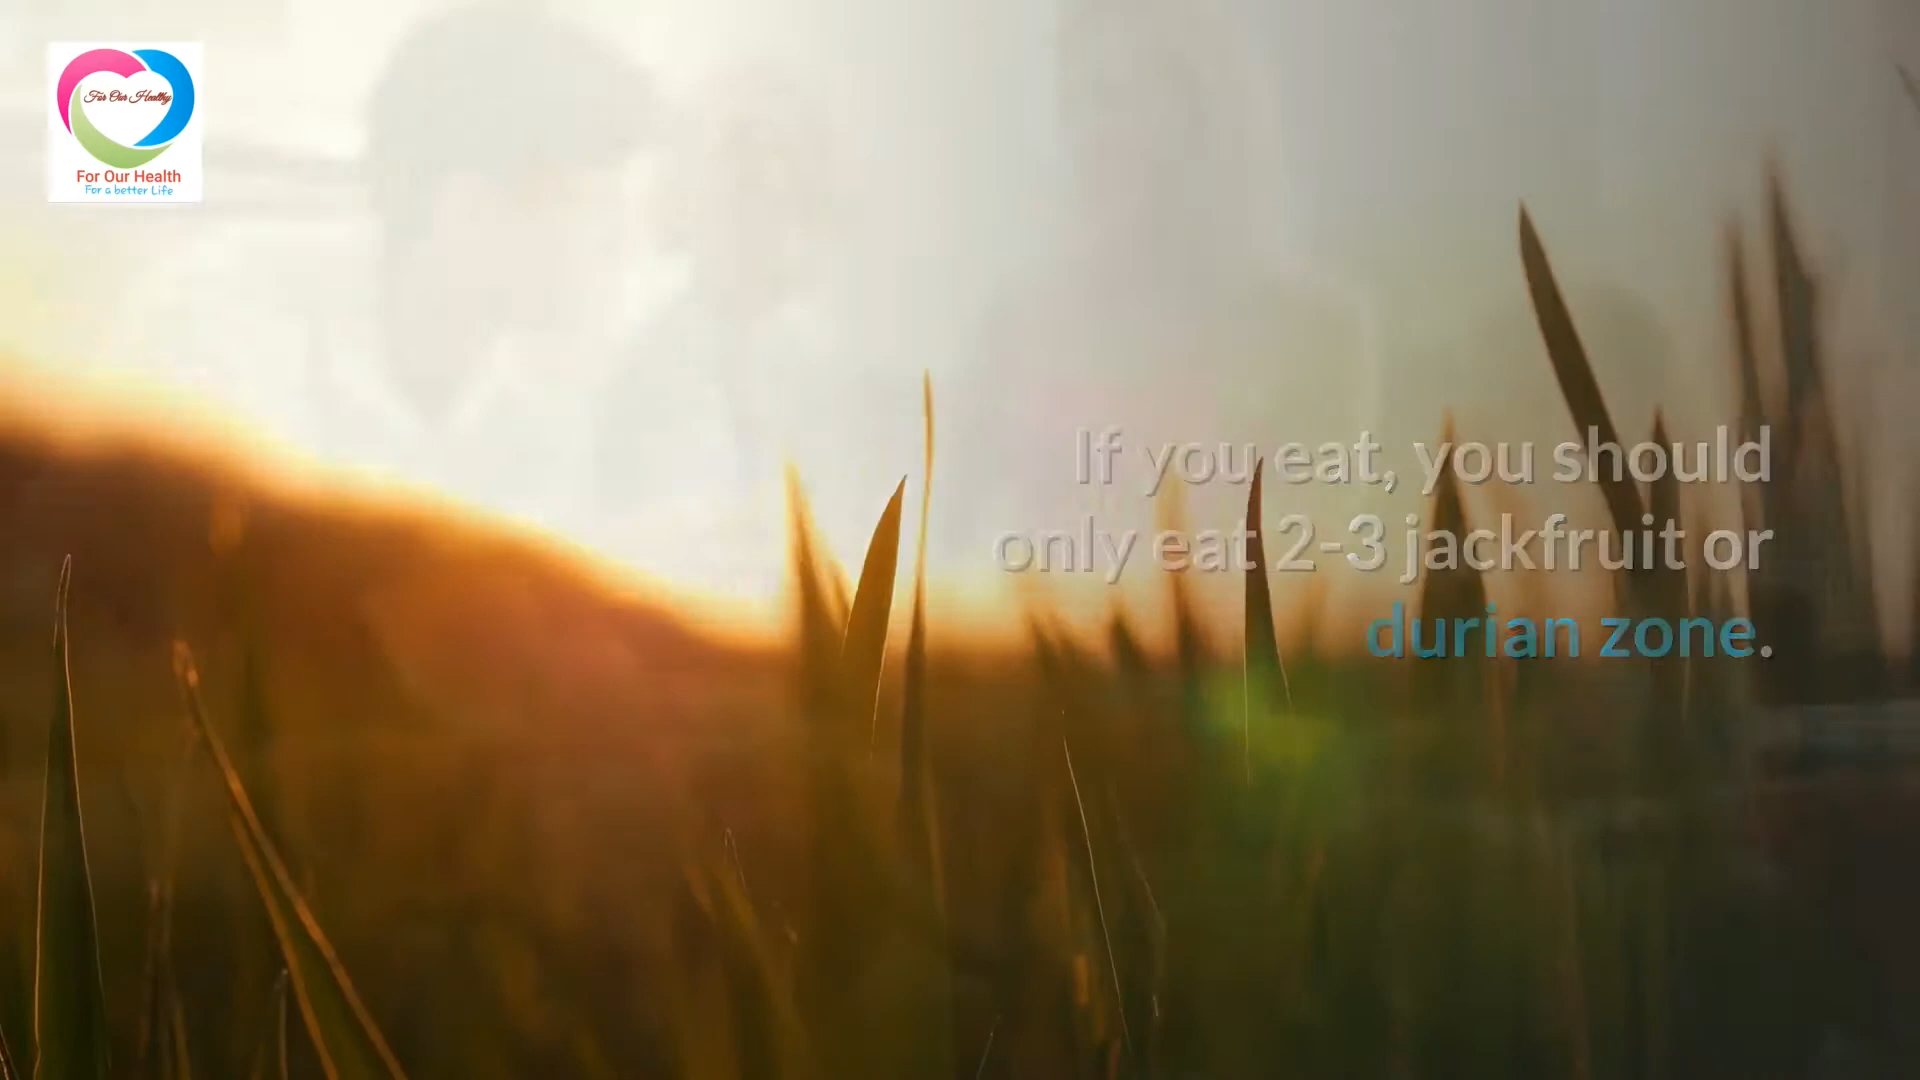 For Our Healthy
For Our Health
For a better Life
If you eat, you should
only eat 2-3 jackfruit or
durian zone.